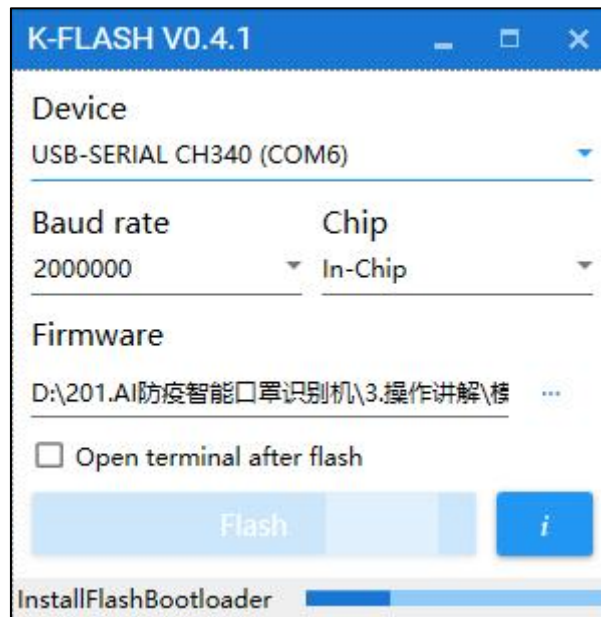 K-FLASH V0.4.1
Device
USB-SERIAL CH340 (COM6)
Baud rate Chip
2000000 In-Chip
Firmware
D:\201.AI防疫智能口罩识别机\3.操作讲解\模 ...
Open terminal after flash
Flash i
InstallFlashBootloader